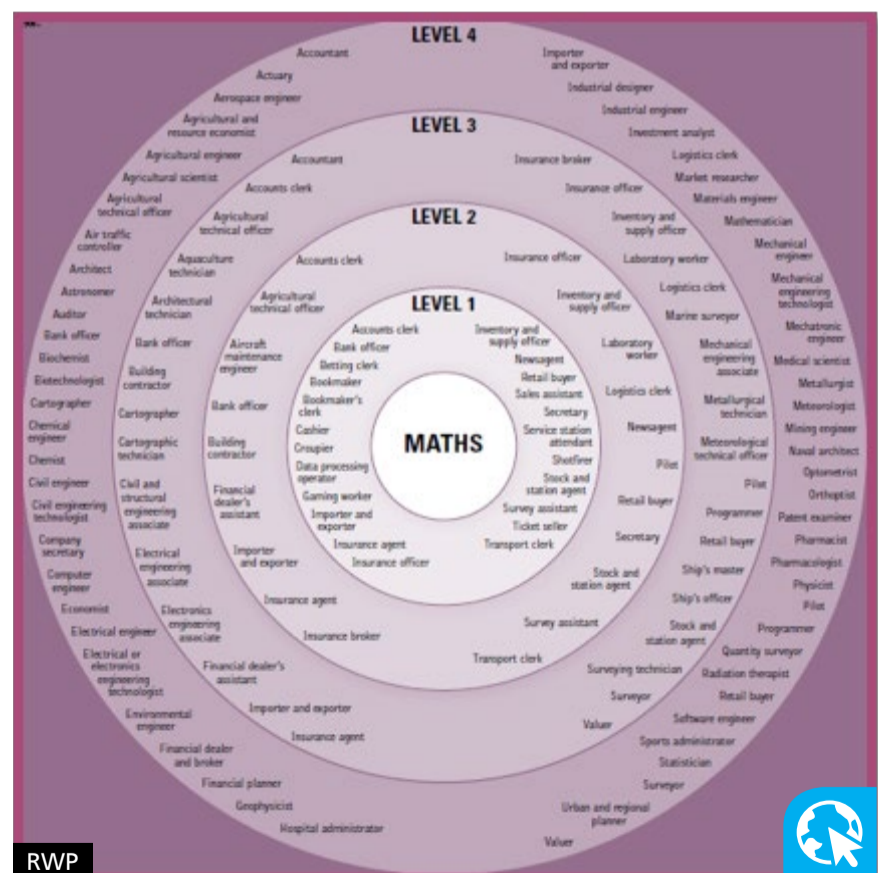 LEVEL 4
Accountant
Actuary
Aerospace engineer
Agricultural and
resource economist
Agricultural engineer
Agricultural scientist
Agricultural
technical officer
Air traffic
controller
Architect
Astronomer
Auditor
Bank officer
Biochemist
Biotechnologist
Cartographer
Chemical
engineer
Chemist
Civil engineer
Civil engineering
technologist
Company
secretary
Computer
engineer
Economist
Electrical engineer
Electrical or
electronics
engineering
technologist
Environmental
engineer
Financial dealer
and broker
Financial planner
Geophysicist
Hospital administrator
Importer
and exporter
Industrial designer
Industrial engineer
Investment analyst
Logistics clerk
Market researcher
Materials engineer
Mathematician
Mechanical
engineer
Mechanical
engineering
technologist
Mechatronic
engineer
Medical scientist
Metallurgist
Meteorologist
Mining engineer
Naval architect
Optometrist
Orthoptist
Patent examiner
Pharmacist
Pharmacologist
Physicist
Pilot
Programmer
Quantity surveyor
Radiation therapist
Retail buyer
Software engineer
Sports administrator
Statistician
Surveyor
Urban and regional
planner
Valuer
LEVEL 3
Accountant
Accounts clerk
Agricultural
technical officer
Aquaculture
technician
Architectural
technician
Bank officer
Building
contractor
Cartographer
Cartographic
technician
Civil and
structural
engineering
associate
Electrical
engineering
associate
Electronics
engineering
associate
Financial dealer's
assistant
Importer and exporter
Insurance agent
Insurance broker
Insurance officer
Inventory and
supply officer
Laboratory worker
Logistics clerk
Marine surveyor
Mechanical
engineering
associate
Metallurgical
technician
Meteorological
technical officer
Pilot
Programmer
Retail buyer
Ship's master
Ship's officer
Stock and
station agent
Surveying technician
Surveyor
Valuer
LEVEL 2
Accounts clerk
Agricultural
technical officer
Aircraft
maintenance
engineer
Bank officer
Building
contractor
Financial
dealer's
assistant
Importer
and exporter
Insurance agent
Insurance broker
Insurance officer
Inventory and
supply officer
Laboratory
worker
Logistics clerk
Newsagent
Pilot
Retail buyer
Secretary
Stock and
station agent
Survey assistant
Transport clerk
LEVEL 1
Accounts clerk
Bank officer
Betting clerk
Bookmaker
Bookmaker's
clerk
Cashier
Croupier
Data processing
operator
Gaming worker
Importer and
exporter
Insurance agent
Insurance officer
Inventory and
supply officer
Newsagent
Retail buyer
Sales assistant
Secretary
Service station
attendant
Shotfirer
Stock and
station agent
Survey assistant
Ticket seller
Transport clerk
MATHS
RWP